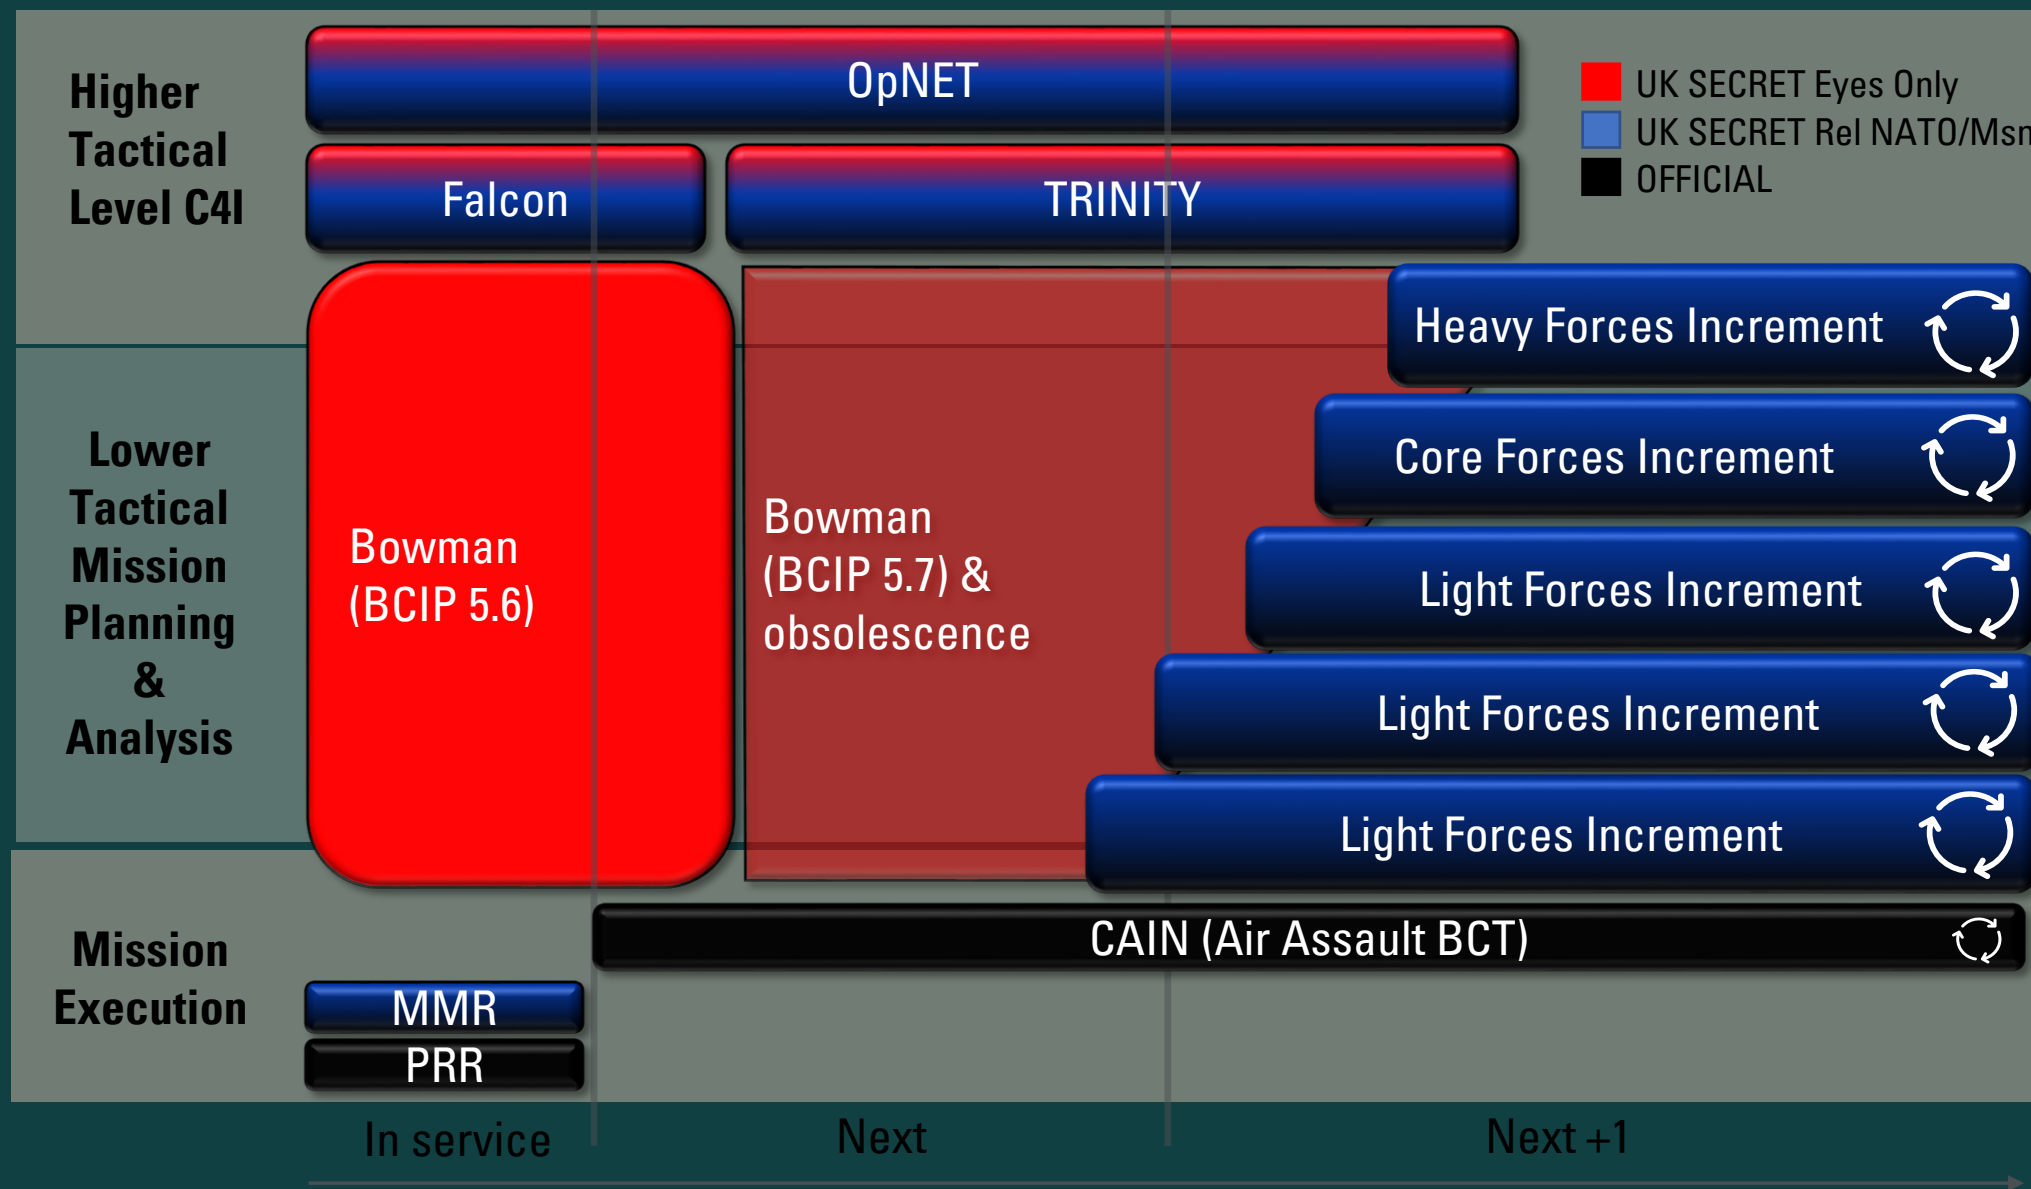 Higher
Tactical
Level C4I
OpNET
Falcon
TRINITY
UK SECRET Eyes Only
UK SECRET Rel NATO/Msn
OFFICIAL
Lower
Tactical
Mission
Planning
&
Analysis
Bowman
(BCIP 5.6)
Bowman
(BCIP 5.7) &
obsolescence
Heavy Forces Increment
Core Forces Increment
Light Forces Increment
Light Forces Increment
Light Forces Increment
Mission
Execution
CAIN (Air Assault BCT)
MMR
PRR
In service
Next
Next +1